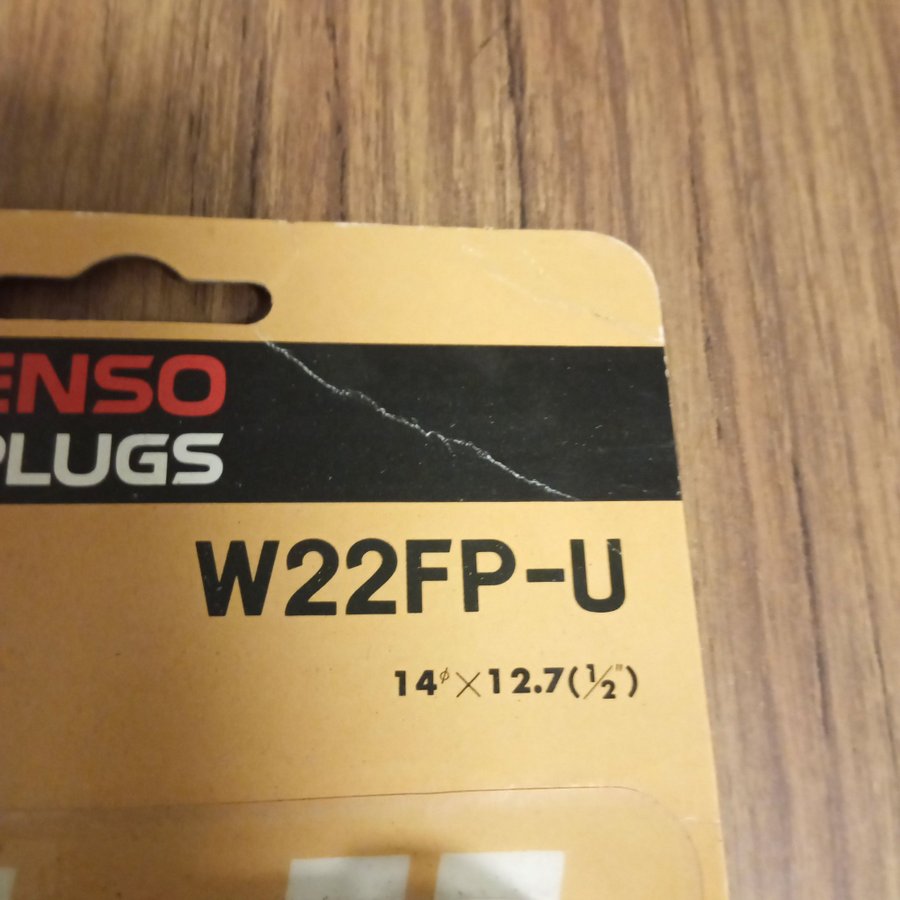 ENSO
PLUGS
W22FP-U
14ϕ×12.7(1/2")